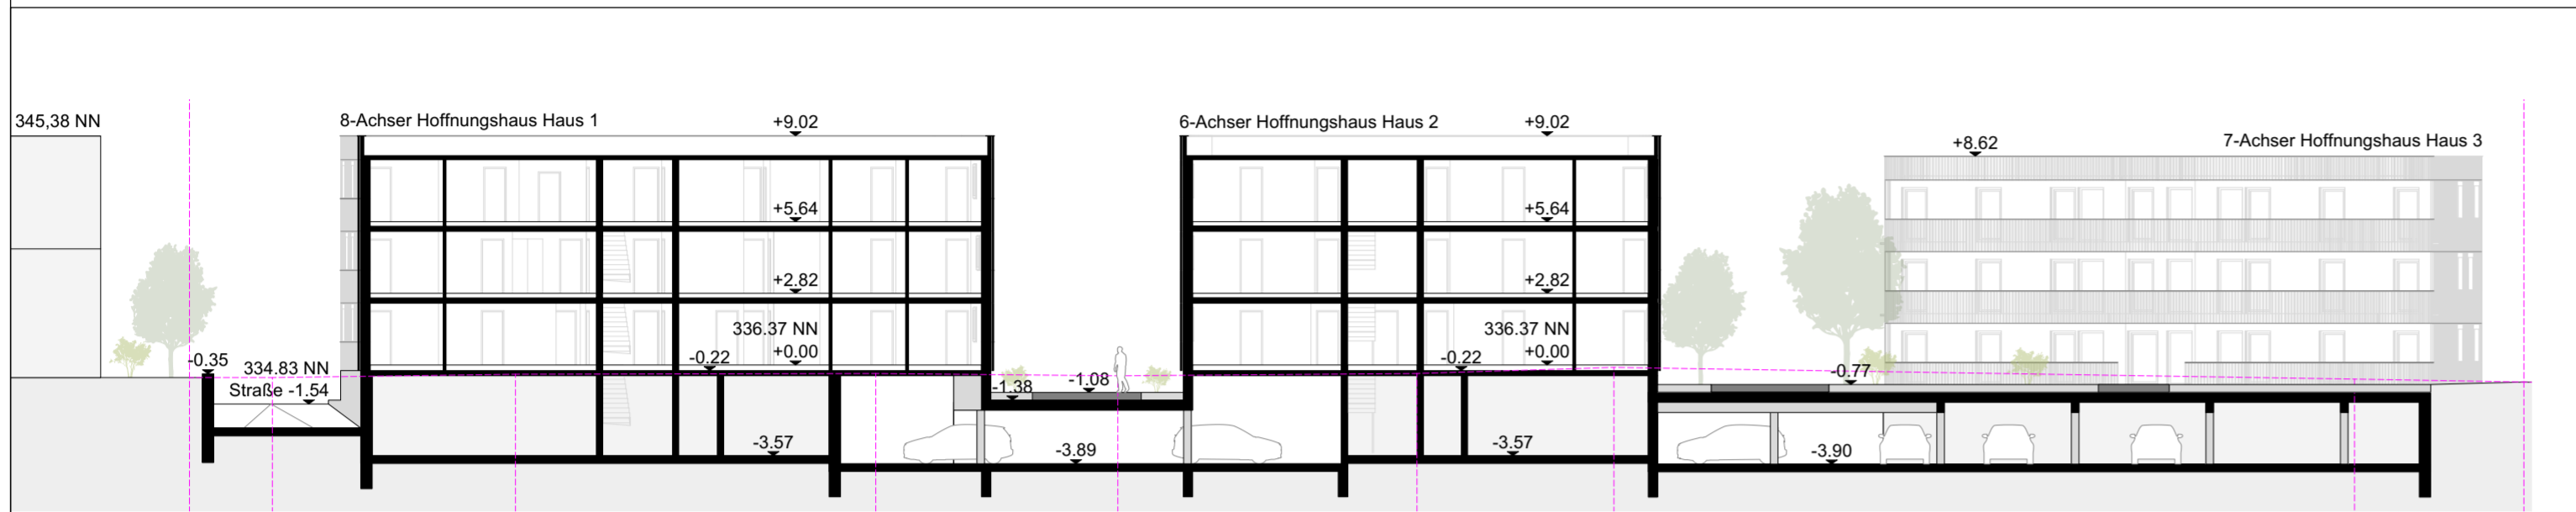 345,38 NN
8-Achser Hoffnungshaus Haus 1
+9.02
6-Achser Hoffnungshaus Haus 2
+9.02
+8.62
7-Achser Hoffnungshaus Haus 3
+5.64
+5.64
+2.82
+2.82
336.37 NN
336.37 NN
-0.35
334.83 NN
-0.22
+0.00
-0.22
+0.00
Straße -1.54
-1.38
-1.08
-0.77
-3.57
-3.89
-3.57
-3.90